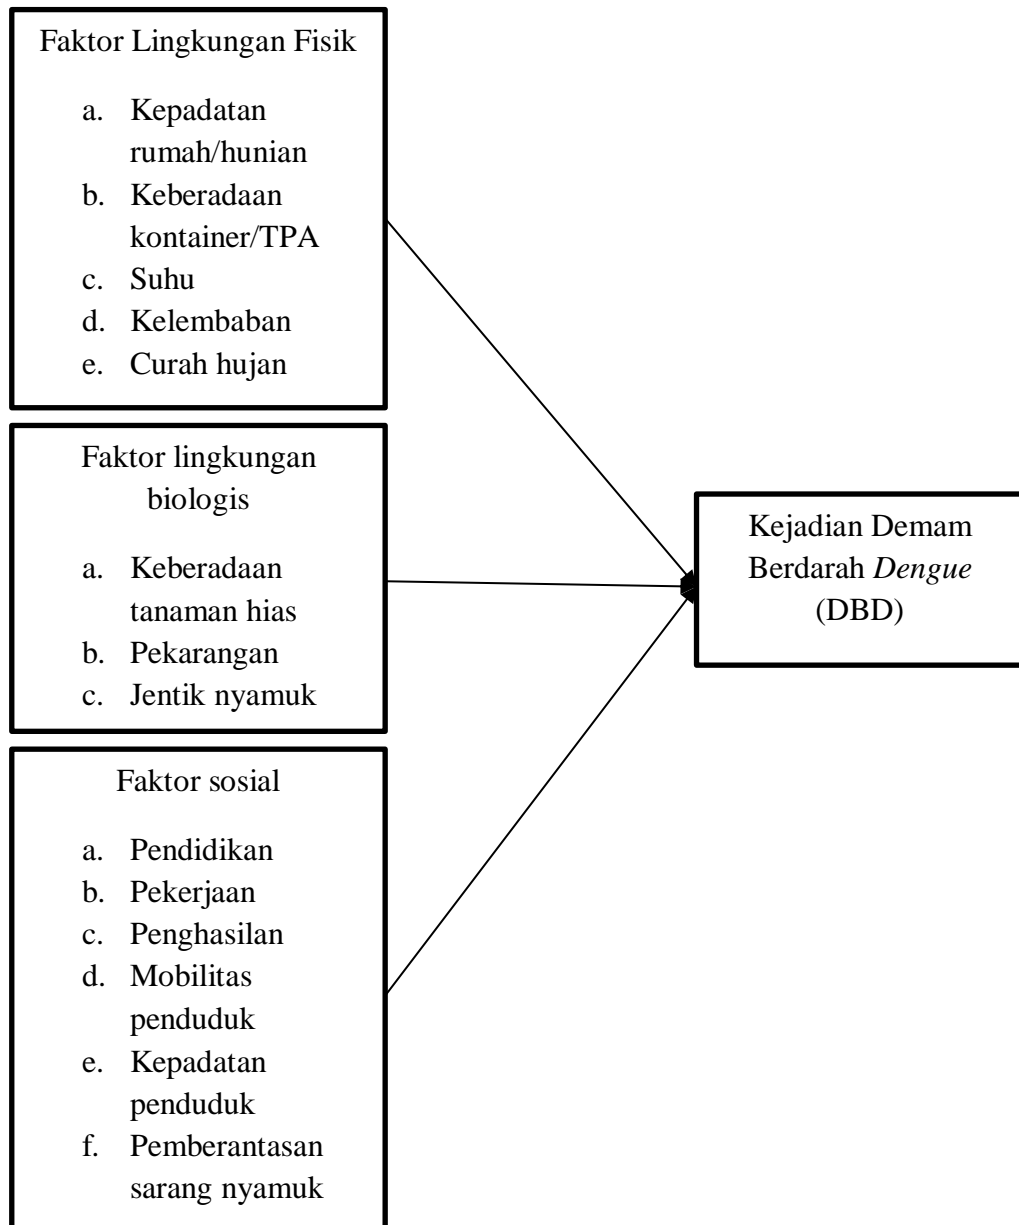 Faktor Lingkungan Fisik
a. Kepadatan
rumah/hunian
b. Keberadaan
kontainer/TPA
c. Suhu
d. Kelembaban
e. Curah hujan
Faktor lingkungan
biologis
a. Keberadaan
tanaman hias
b. Pekarangan
c. Jentik nyamuk
Faktor sosial
a. Pendidikan
b. Pekerjaan
c. Penghasilan
d. Mobilitas
penduduk
e. Kepadatan
penduduk
f. Pemberantasan
sarang nyamuk
Kejadian Demam
Berdarah Dengue
(DBD)